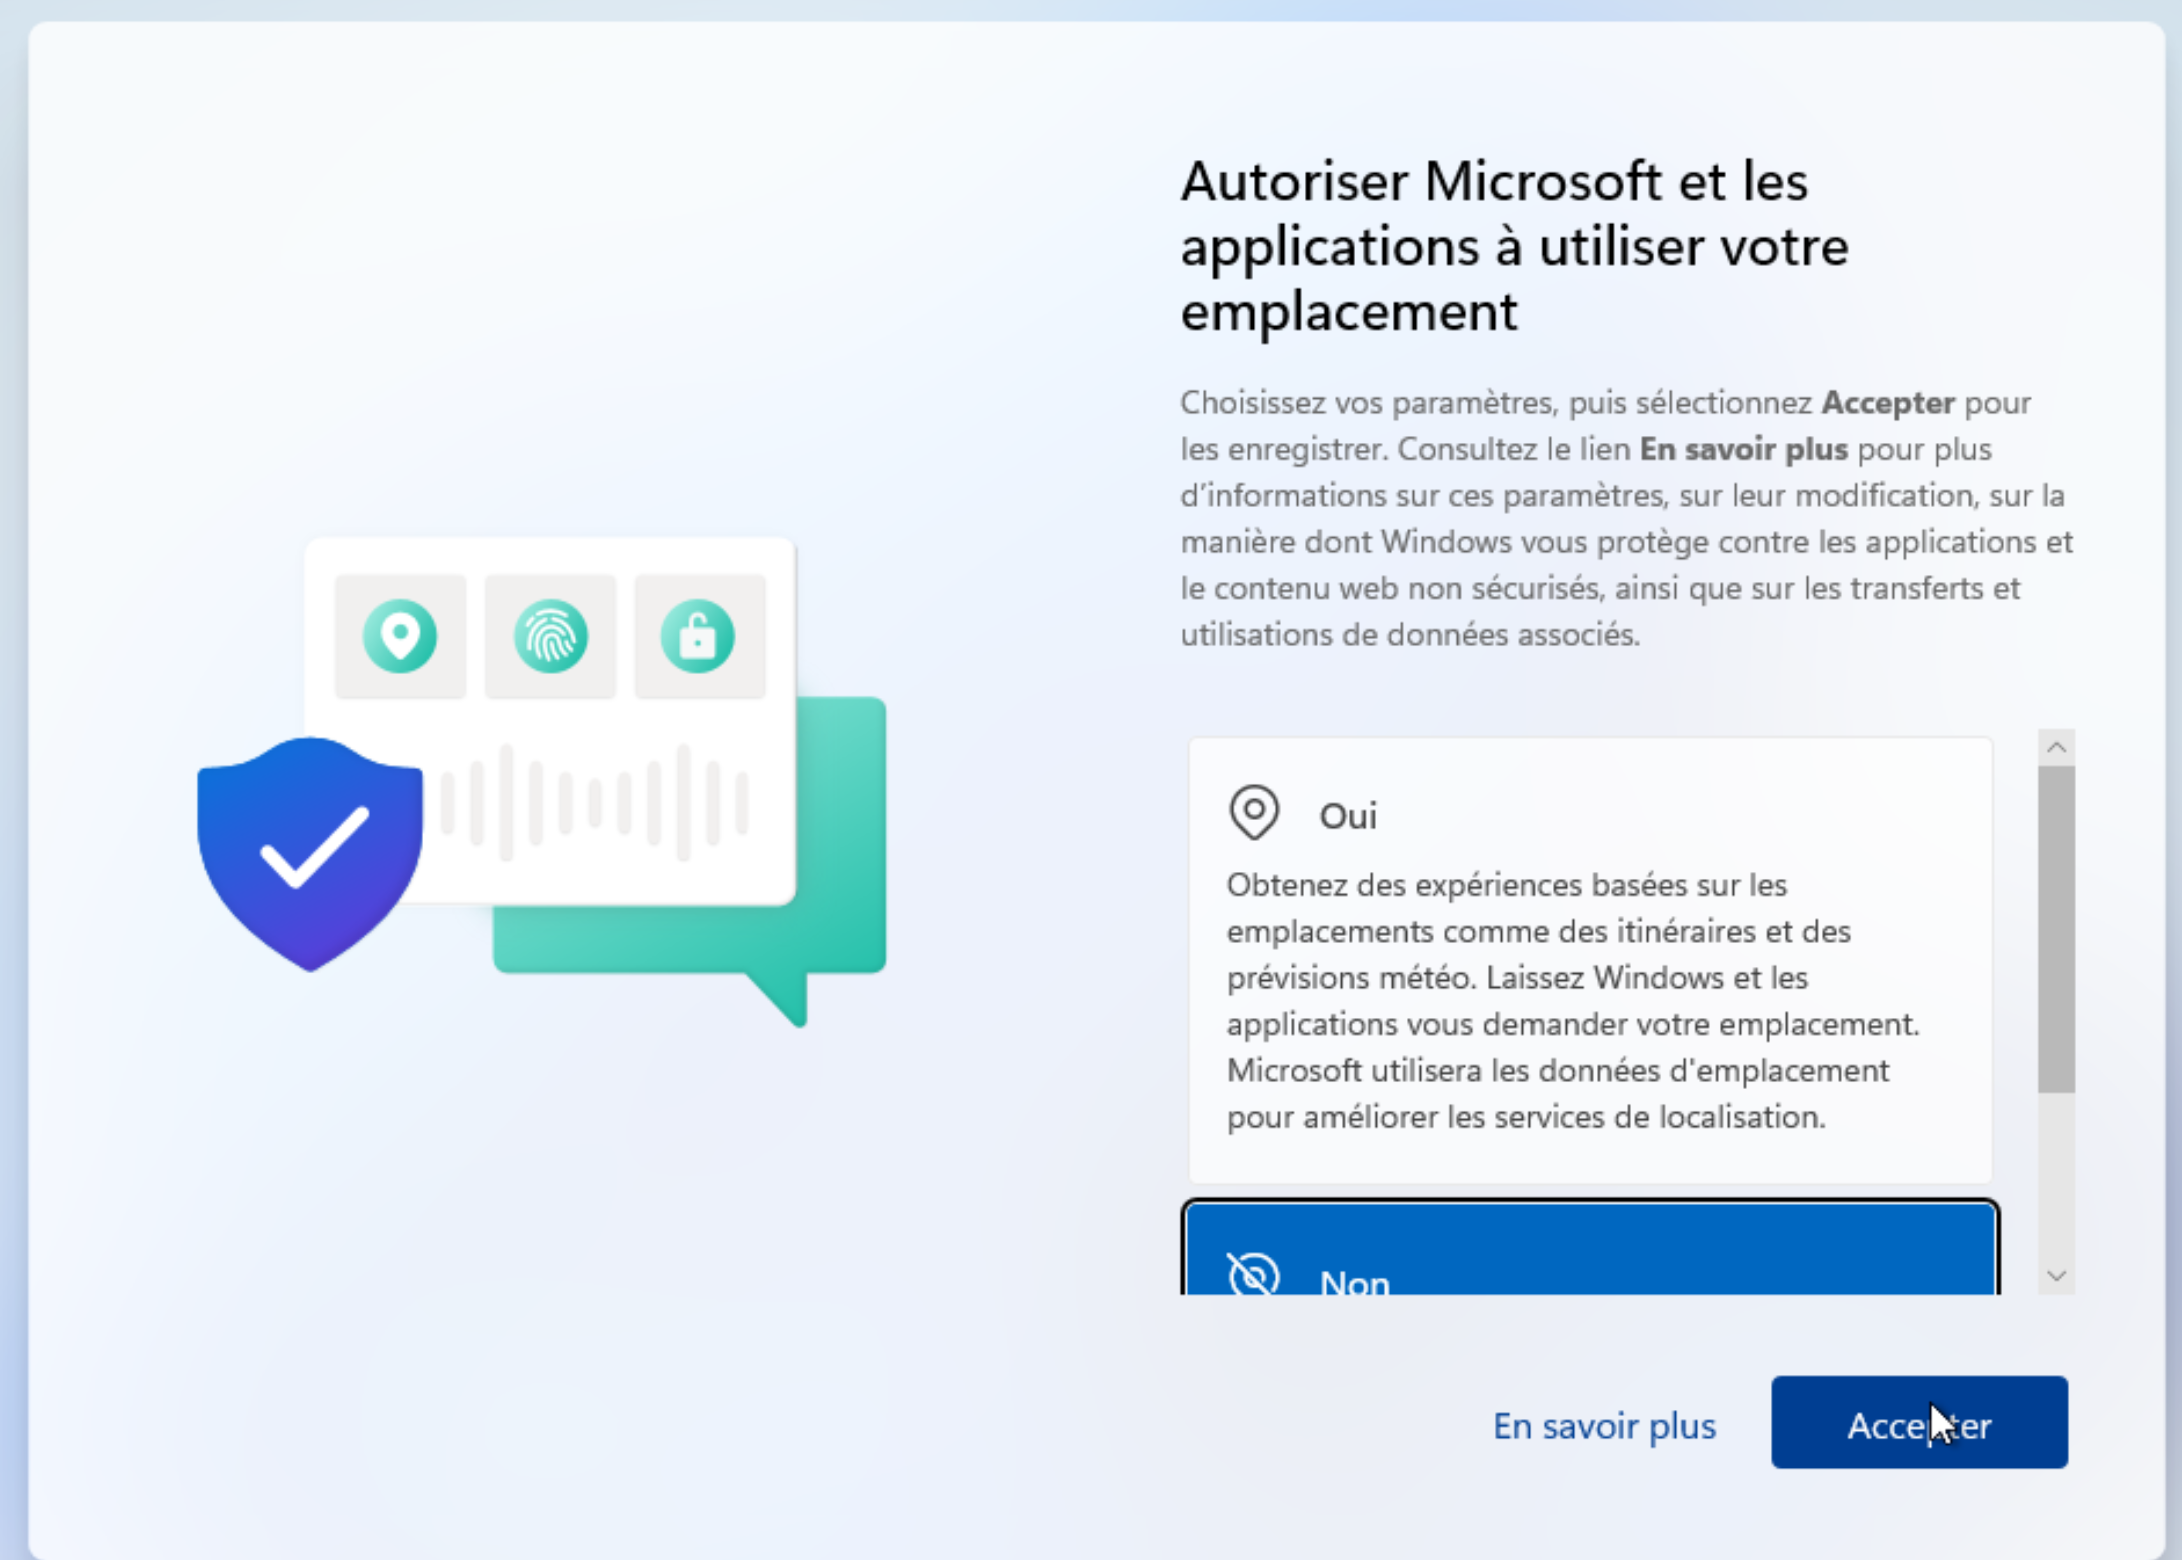 Autoriser Microsoft et les
applications à utiliser votre
emplacement
Choisissez vos paramètres, puis sélectionnez Accepter pour
les enregistrer. Consultez le lien En savoir plus pour plus
d’informations sur ces paramètres, sur leur modification, sur la
manière dont Windows vous protège contre les applications et
le contenu web non sécurisés, ainsi que sur les transferts et
utilisations de données associés.
Oui
Obtenez des expériences basées sur les
emplacements comme des itinéraires et des
prévisions météo. Laissez Windows et les
applications vous demander votre emplacement.
Microsoft utilisera les données d'emplacement
pour améliorer les services de localisation.
Non
En savoir plus
Accepter